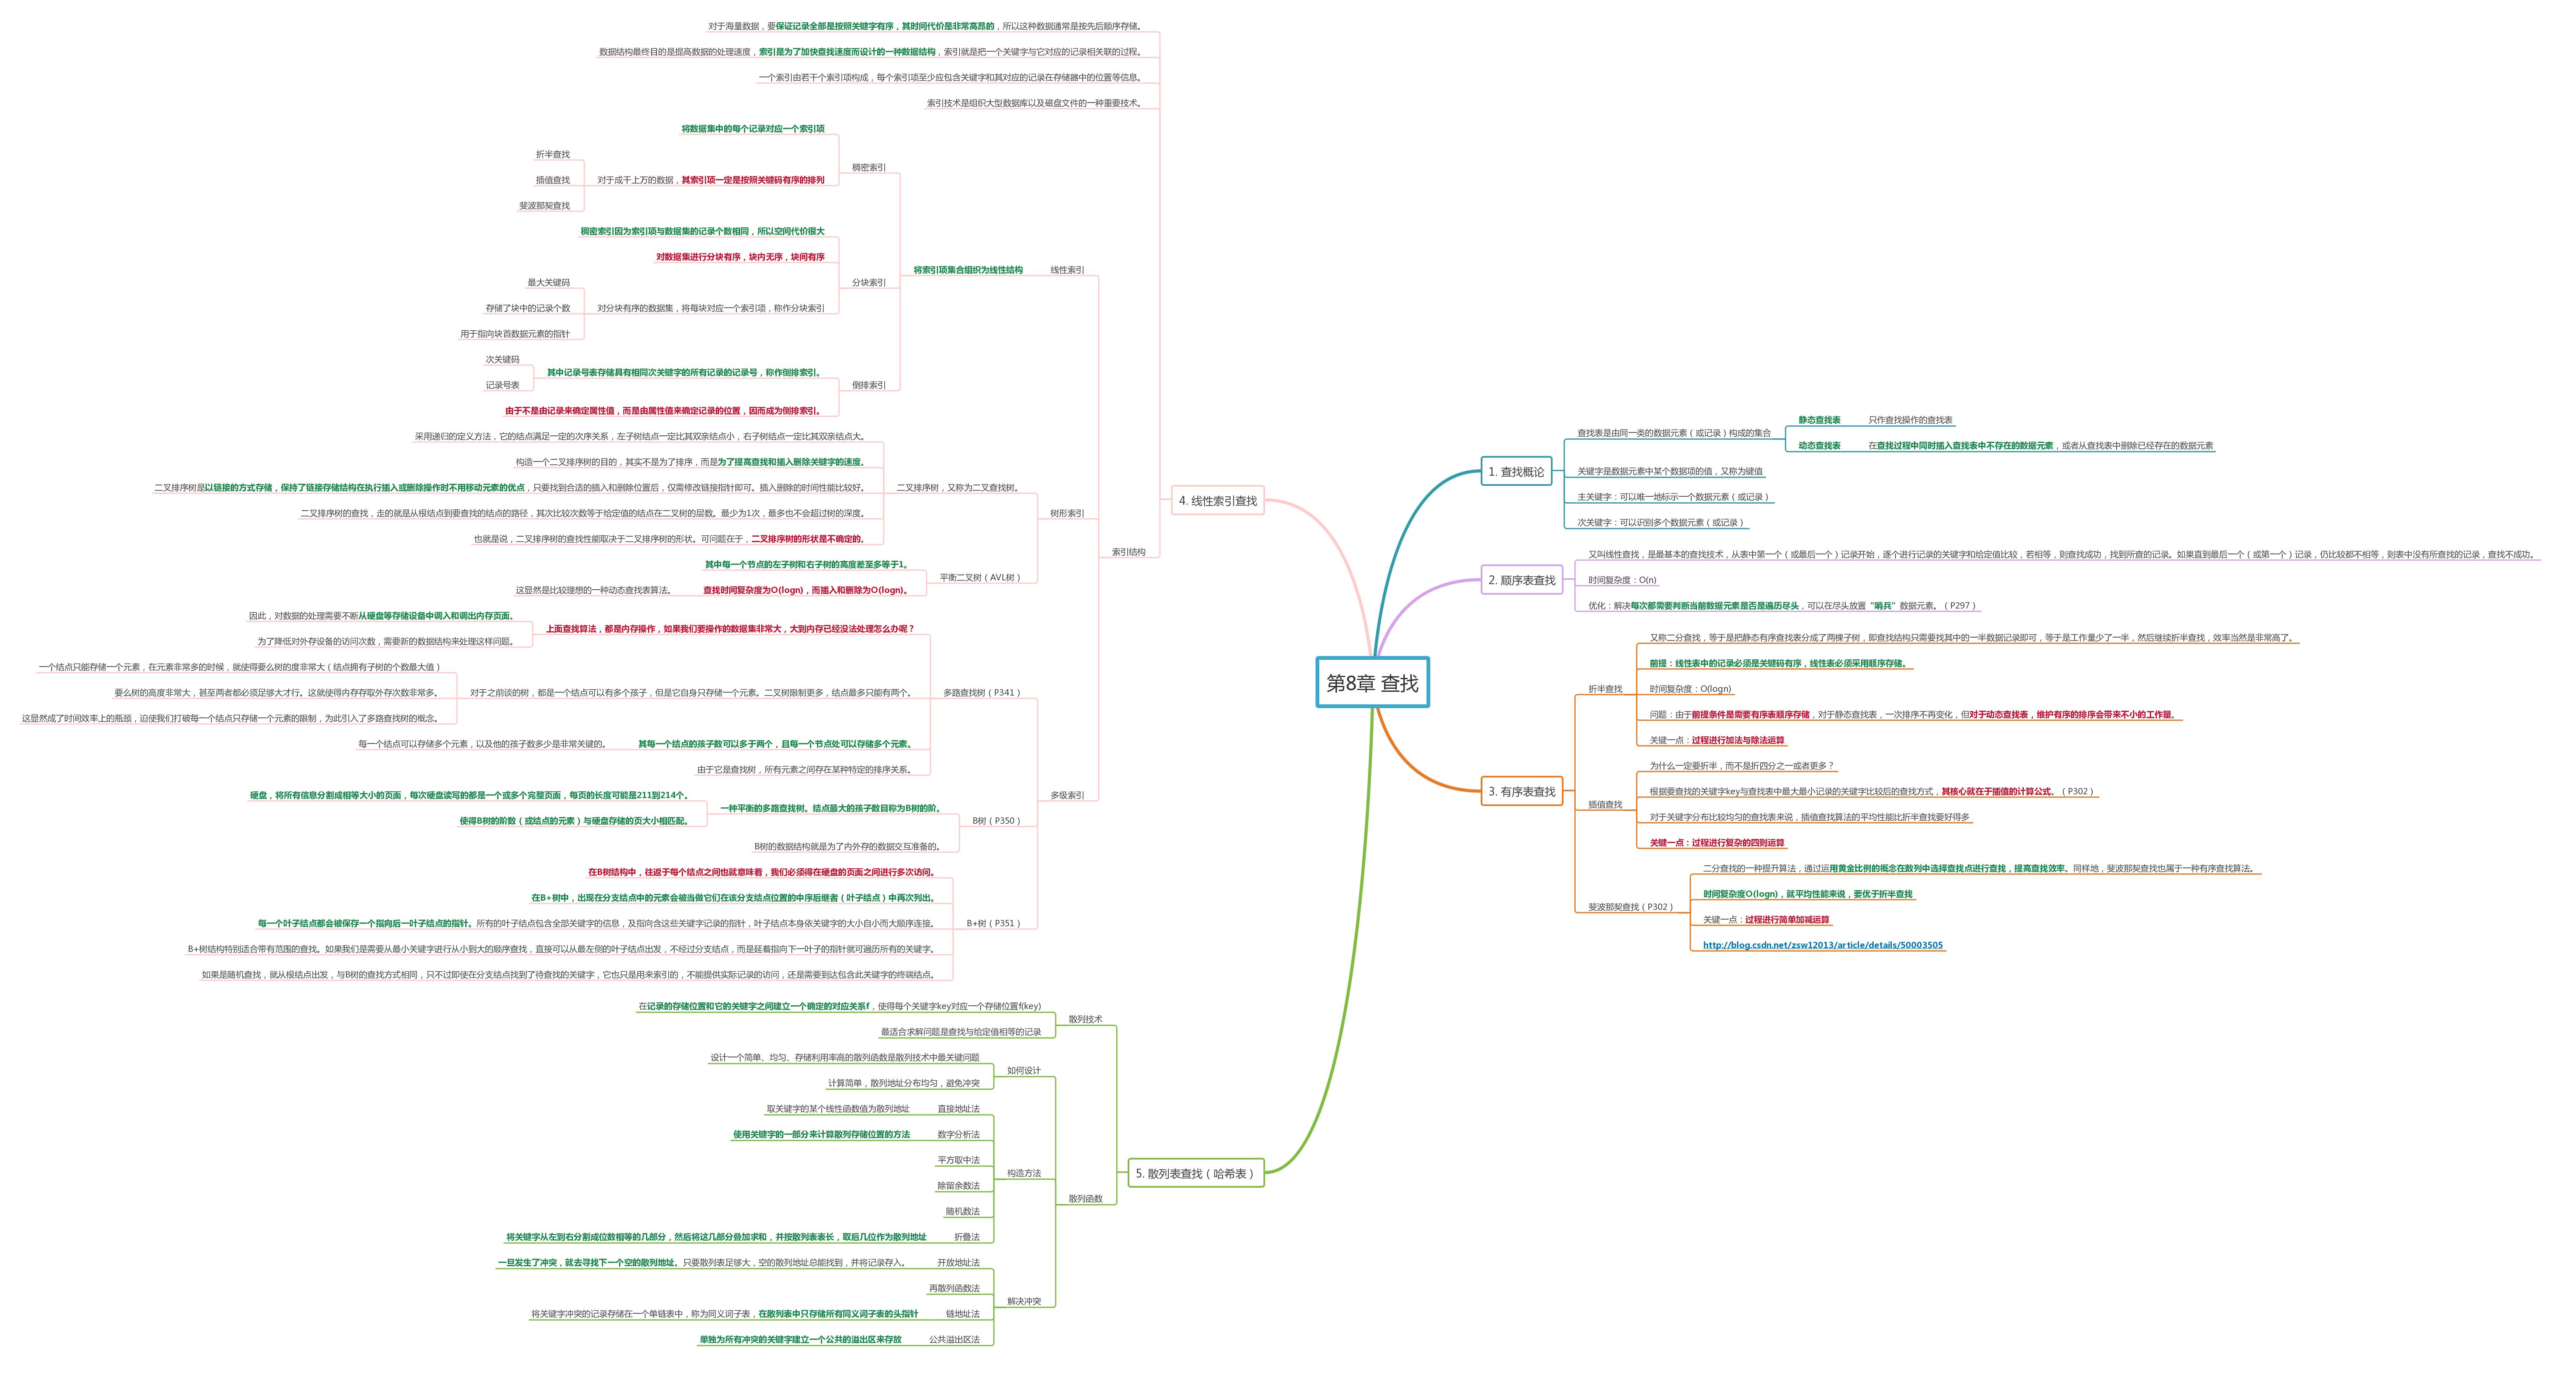 第8章 查找
1. 查找概论
查找表是由同一类的数据元素（或记录）构成的集合
静态查找表
只作查找操作的查找表
动态查找表
在查找过程中同时插入查找表中不存在的数据元素，或者从查找表中删除已经存在的数据元素
关键字是数据元素中某个数据项的值，又称为键值
主关键字：可以唯一地标示一个数据元素（或记录）
次关键字：可以识别多个数据元素（或记录）
2. 顺序表查找
又叫线性查找，是最基本的查找技术，从表中第一个（或最后一个）记录开始，逐个进行记录的关键字和给定值比较，若相等，则查找成功，找到所查的记录。如果直到最后一个（或第一个）记录，仍比较都不相等，则表中没有所查找的记录，查找不成功。
时间复杂度：O(n)
优化：解决每次都需要判断当前数据元素是否是遍历尽头，可以在尽头放置“哨兵”数据元素。（P297）
3. 有序表查找
折半查找
又称二分查找，等于是把静态有序查找表分成了两棵子树，即查找结构只需要找其中的一半数据记录即可，等于是工作量少了一半，然后继续折半查找，效率当然是非常高了。
前提：线性表中的记录必须是关键码有序，线性表必须采用顺序存储。
时间复杂度：O(logn)
问题：由于前提条件是需要有序表顺序存储，对于静态查找表，一次排序不再变化，但对于动态查找表，维护有序的排序会带来不小的工作量。
关键一点：过程进行加法与除法运算
插值查找
为什么一定要折半，而不是折四分之一或者更多？
根据要查找的关键字key与查找表中最大最小记录的关键字比较后的查找方式，其核心就在于插值的计算公式。（P302）
对于关键字分布比较均匀的查找表来说，插值查找算法的平均性能比折半查找要好得多
关键一点：过程进行复杂的四则运算
斐波那契查找（P302）
二分查找的一种提升算法，通过运用黄金比例的概念在数列中选择查找点进行查找，提高查找效率。同样地，斐波那契查找也属于一种有序查找算法。
时间复杂度O(logn)，就平均性能来说，要优于折半查找
关键一点：过程进行简单加减运算
http://blog.csdn.net/zsw12013/article/details/50003505
4. 线性索引查找
对于海量数据，要保证记录全部是按照关键字有序，其时间代价是非常高昂的，所以这种数据通常是按先后顺序存储。
数据结构最终目的是提高数据的处理速度，索引是为了加快查找速度而设计的一种数据结构，索引就是把一个关键字与它对应的记录相关联的过程。
一个索引由若干个索引项构成，每个索引项至少应包含关键字和其对应的记录在存储器中的位置等信息。
索引技术是组织大型数据库以及磁盘文件的一种重要技术。
索引结构
线性索引
将索引项集合组织为线性结构
稠密索引
将数据集中的每个记录对应一个索引项
对于成千上万的数据，其索引项一定是按照关键码有序的排列
折半查找
插值查找
斐波那契查找
分块索引
稠密索引因为索引项与数据集的记录个数相同，所以空间代价很大
对数据集进行分块有序，块内无序，块间有序
对分块有序的数据集，将每块对应一个索引项，称作分块索引
最大关键码
存储了块中的记录个数
用于指向块首数据元素的指针
倒排索引
其中记录号表存储具有相同次关键字的所有记录的记录号，称作倒排索引。
次关键码
记录号表
由于不是由记录来确定属性值，而是由属性值来确定记录的位置，因而成为倒排索引。
树形索引
二叉排序树，又称为二叉查找树。
采用递归的定义方法，它的结点满足一定的次序关系，左子树结点一定比其双亲结点小，右子树结点一定比其双亲结点大。
构造一个二叉排序树的目的，其实不是为了排序，而是为了提高查找和插入删除关键字的速度。
二叉排序树是以链接的方式存储，保持了链接存储结构在执行插入或删除操作时不用移动元素的优点，只要找到合适的插入和删除位置后，仅需修改链接指针即可。插入删除的时间性能比较好。
二叉排序树的查找，走的就是从根结点到要查找的结点的路径，其次比较次数等于给定值的结点在二叉树的层数。最少为1次，最多也不会超过树的深度。
也就是说，二叉排序树的查找性能取决于二叉排序树的形状。可问题在于，二叉排序树的形状是不确定的。
平衡二叉树（AVL树）
其中每一个节点的左子树和右子树的高度差至多等于1。
查找时间复杂度为O(logn)，而插入和删除为O(logn)。
这显然是比较理想的一种动态查找表算法。
多级索引
多路查找树（P341）
上面查找算法，都是内存操作，如果我们要操作的数据集非常大，大到内存已经没法处理怎么办呢？
因此，对数据的处理需要不断从硬盘等存储设备中调入和调出内存页面。
为了降低对外存设备的访问次数，需要新的数据结构来处理这样问题。
对于之前谈的树，都是一个结点可以有多个孩子，但是它自身只存储一个元素。二叉树限制更多，结点最多只能有两个。
一个结点只能存储一个元素，在元素非常多的时候，就使得要么树的度非常大（结点拥有子树的个数最大值）
要么树的高度非常大，甚至两者都必须足够大才行。这就使得内存存取外存次数非常多。
这显然成了时间效率上的瓶颈，迫使我们打破每一个结点只存储一个元素的限制，为此引入了多路查找树的概念。
其每一个结点的孩子数可以多于两个，且每一个节点处可以存储多个元素。
每一个结点可以存储多个元素，以及他的孩子数多少是非常关键的。
由于它是查找树，所有元素之间存在某种特定的排序关系。
B树（P350）
一种平衡的多路查找树。结点最大的孩子数目称为B树的阶。
硬盘，将所有信息分割成相等大小的页面，每次硬盘读写的都是一个或多个完整页面，每页的长度可能是211到214个。
使得B树的阶数（或结点的元素）与硬盘存储的页大小相匹配。
B树的数据结构就是为了内外存的数据交互准备的。
B+树（P351）
在B树结构中，往返于每个结点之间也就意味着，我们必须得在硬盘的页面之间进行多次访问。
在B+树中，出现在分支结点中的元素会被当做它们在该分支结点位置的中序后继者（叶子结点）中再次列出。
每一个叶子结点都会被保存一个指向后一叶子结点的指针。所有的叶子结点包含全部关键字的信息，及指向含这些关键字记录的指针，叶子结点本身依关键字的大小自小而大顺序连接。
B+树结构特别适合带有范围的查找。如果我们是需要从最小关键字进行从小到大的顺序查找，直接可以从最左侧的叶子结点出发，不经过分支结点，而是延着指向下一叶子的指针就可遍历所有的关键字。
如果是随机查找，就从根结点出发，与B树的查找方式相同，只不过即使在分支结点找到了待查找的关键字，它也只是用来索引的，不能提供实际记录的访问，还是需要到达包含此关键字的终端结点。
5. 散列表查找（哈希表）
散列技术
在记录的存储位置和它的关键字之间建立一个确定的对应关系f，使得每个关键字key对应一个存储位置f(key)
最适合求解问题是查找与给定值相等的记录
散列函数
如何设计
设计一个简单、均匀、存储利用率高的散列函数是散列技术中最关键问题
计算简单，散列地址分布均匀，避免冲突
构造方法
直接地址法
取关键字的某个线性函数值为散列地址
数字分析法
使用关键字的一部分来计算散列存储位置的方法
平方取中法
除留余数法
随机数法
折叠法
将关键字从左到右分割成位数相等的几部分，然后将这几部分叠加求和，并按散列表表长，取后几位作为散列地址
解决冲突
开放地址法
一旦发生了冲突，就去寻找下一个空的散列地址。只要散列表足够大，空的散列地址总能找到，并将记录存入。
再散列函数法
链地址法
将关键字冲突的记录存储在一个单链表中，称为同义词子表，在散列表中只存储所有同义词子表的头指针
公共溢出区法
单独为所有冲突的关键字建立一个公共的溢出区来存放